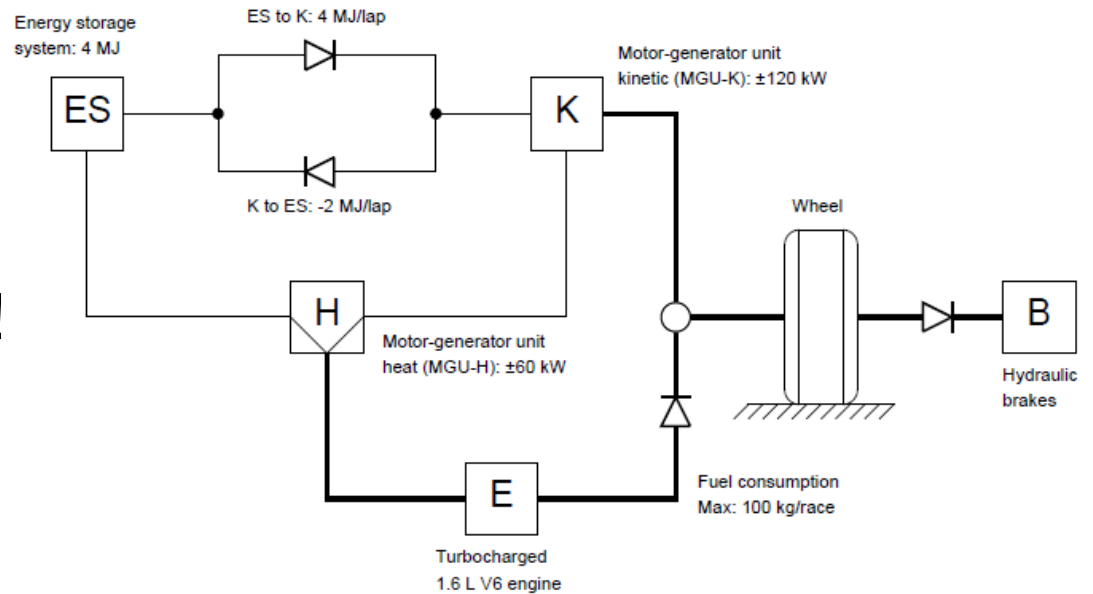 Energy storage
system: 4 MJ
ES to K: 4 MJ/lap
Motor-generator unit
kinetic (MGU-K): ±120 kW
ES
K
K to ES: -2 MJ/lap
Wheel
H
Motor-generator unit
heat (MGU-H): ±60 kW
B
Hydraulic
brakes
E
Fuel consumption
Max: 100 kg/race
Turbocharged
1.6 L V6 engine